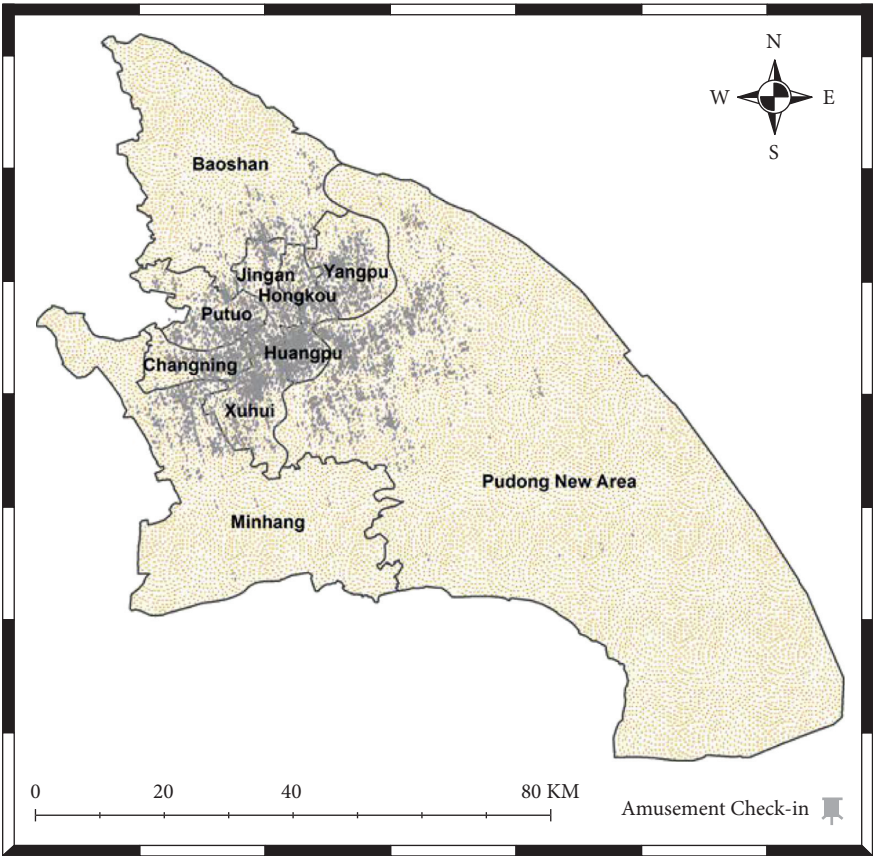 N
W E
S
Baoshan
Jingan
Yangpu
Hongkou
Putuo
Huangpu
Changning
Xuhui
Pudong New Area
Minhang
0 20 40 80 KM
Amusement Check-in